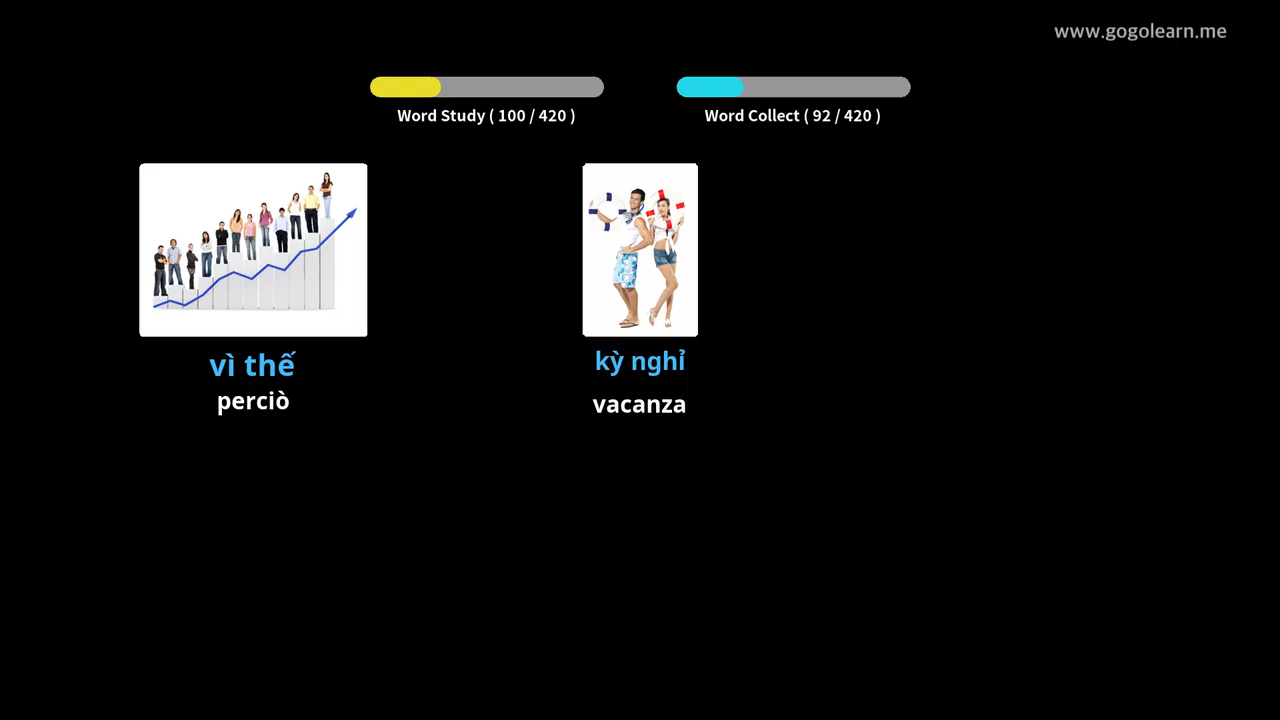 www.gogolearn.me
Word Study ( 100 / 420 )
Word Collect ( 92 / 420 )
vì thế
perciò
kỳ nghỉ
vacanza